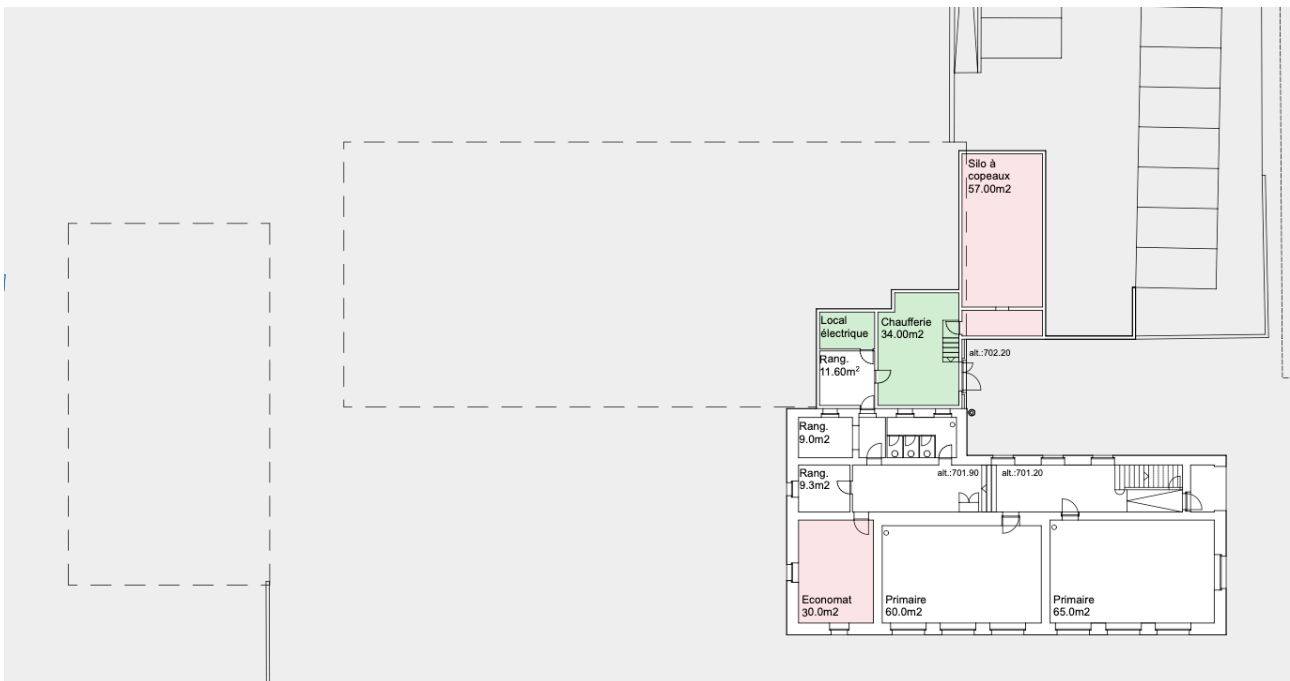 Silo à
copeaux
57.00m2
Local
électrique
Chaufferie
34.00m2
Rang.
11.60m²
alt.:702.20
Rang.
9.0m2
Rang.
9.3m2
alt.:701.90
alt.:701.20
Economat
30.0m2
Primaire
60.0m2
Primaire
65.0m2